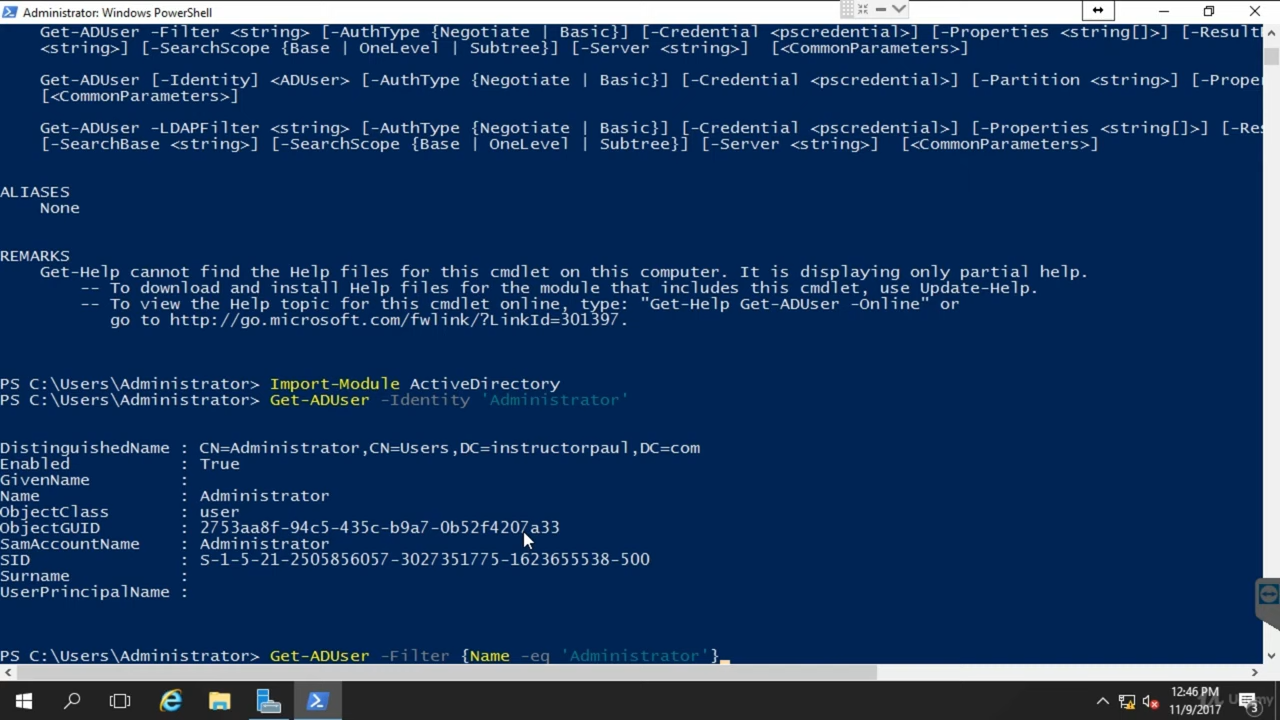 Administrator: Windows PowerShell
Get-ADUser -Filter <string> [-AuthType {Negotiate | Basic}] [-Credential <pscredential>] [-Properties <string[]>] [-Result
<string>] [-SearchScope {Base | OneLevel | Subtree}] [-Server <string>]  [<CommonParameters>]
Get-ADUser [-Identity] <ADUser> [-AuthType {Negotiate | Basic}] [-Credential <pscredential>] [-Partition <string>] [-Proper
[<CommonParameters>]
Get-ADUser -LDAPFilter <string> [-AuthType {Negotiate | Basic}] [-Credential <pscredential>] [-Properties <string[]>] [-Res
[-SearchBase <string>] [-SearchScope {Base | OneLevel | Subtree}] [-Server <string>]  [<CommonParameters>]
ALIASES
None
REMARKS
Get-Help cannot find the Help files for this cmdlet on this computer. It is displaying only partial help.
-- To download and install Help files for the module that includes this cmdlet, use Update-Help.
-- To view the Help topic for this cmdlet online, type: "Get-Help Get-ADUser -Online" or
go to http://go.microsoft.com/fwlink/?LinkId=301397.
PS C:\Users\Administrator> Import-Module ActiveDirectory
PS C:\Users\Administrator> Get-ADUser -Identity 'Administrator'
DistinguishedName : CN=Administrator,CN=Users,DC=instructorpaul,DC=com
Enabled           : True
GivenName         :
Name              : Administrator
ObjectClass       : user
ObjectGUID        : 2753aa8f-94c5-435c-b9a7-0b52f4207a33
SamAccountName    : Administrator
SID               : S-1-5-21-2505856057-3027351775-1623655538-500
Surname           :
UserPrincipalName :
PS C:\Users\Administrator> Get-ADUser -Filter {Name -eq 'Administrator'}
12:46 PM
11/9/2017
3
Udemy